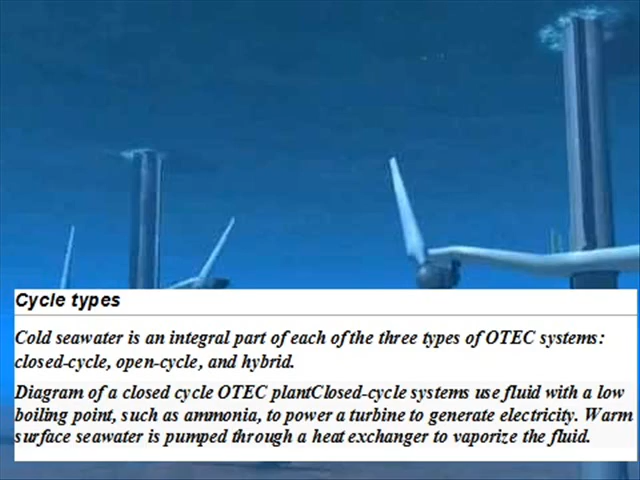 Cycle types
Cold seawater is an integral part of each of the three types of OTEC systems:
closed-cycle, open-cycle, and hybrid.
Diagram of a closed cycle OTEC plantClosed-cycle systems use fluid with a low
boiling point, such as ammonia, to power a turbine to generate electricity. Warm
surface seawater is pumped through a heat exchanger to vaporize the fluid.